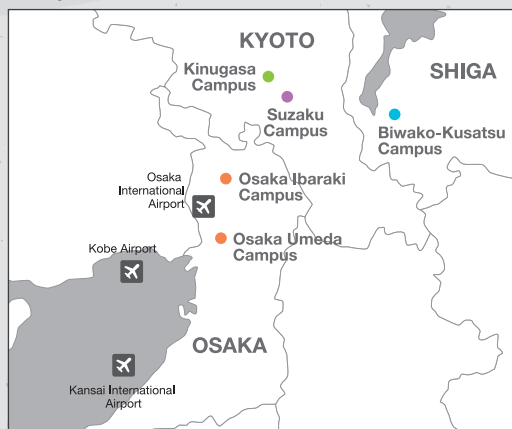 KYOTO
Kinugasa
Campus
SHIGA
Suzaku
Campus
Biwako-Kusatsu
Campus
Osaka
International
Airport
Osaka Ibaraki
Campus
Kobe Airport
Osaka Umeda
Campus
OSAKA
Kansai International
Airport